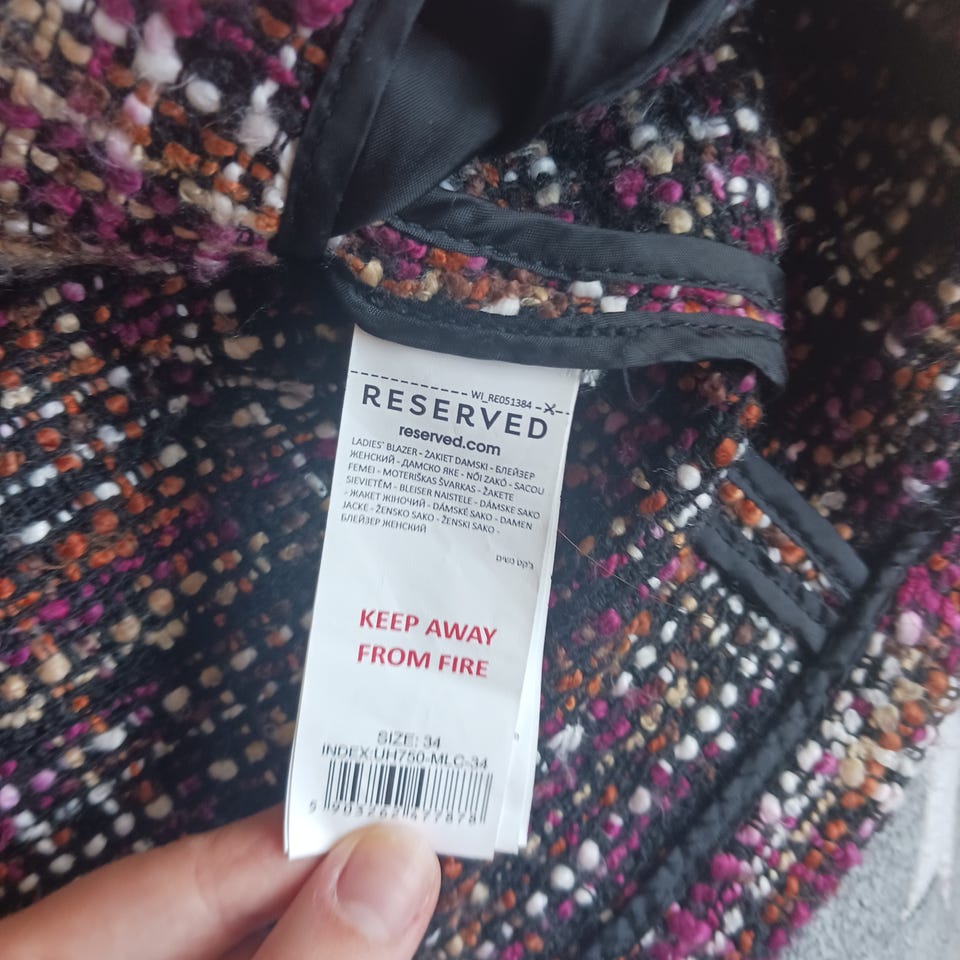 WI_RE051384
RESERVED
reserved.com
LADIES' BLAZER - ŻAKIET DAMSKI - БЛЕЙЗЕР
ЖЕНСКИЙ - ДАМСКО ЯКЕ - NŐI ZAKÓ - SACOU
FEMEI - MOTERIŠKAS ŠVARKAS - ŽAKETE
SIEVIETĒM - BLEISER NAISTELE - DÁMSKE SAKO
- ЖАКЕТ ЖІНОЧИЙ - DÁMSKÉ SAKO - DAMEN
JACKE - ŽENSKO SAKO - ŽENSKI SAKO -
БЛЕЙЗЕР ЖЕНСКИЙ
ז'קט נשים
KEEP AWAY
FROM FIRE
SIZE: 34
INDEX:UH750-MLC-34